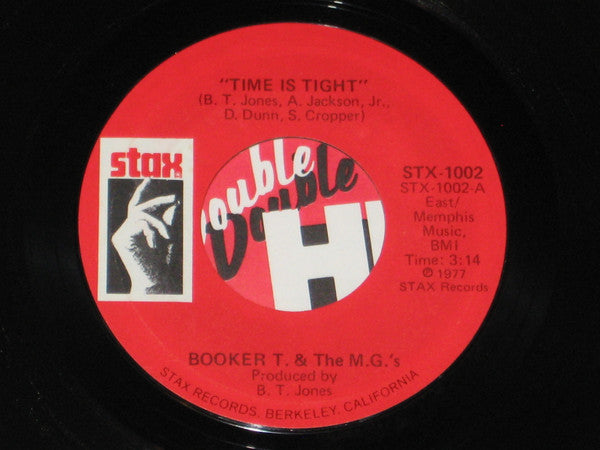 "TIME IS TIGHT"
(B. T. Jones, A. Jackson, Jr.,
D. Dunn, S. Cropper)
stax
ouble
Double
H
STX-1002
STX-1002-A
East/
Memphis
Music,
BMI
Time: 3:14
℗ 1977
STAX Records
BOOKER T. & The M.G.'s
Produced by
B. T. Jones
STAX RECORDS, BERKELEY, CALIFORNIA